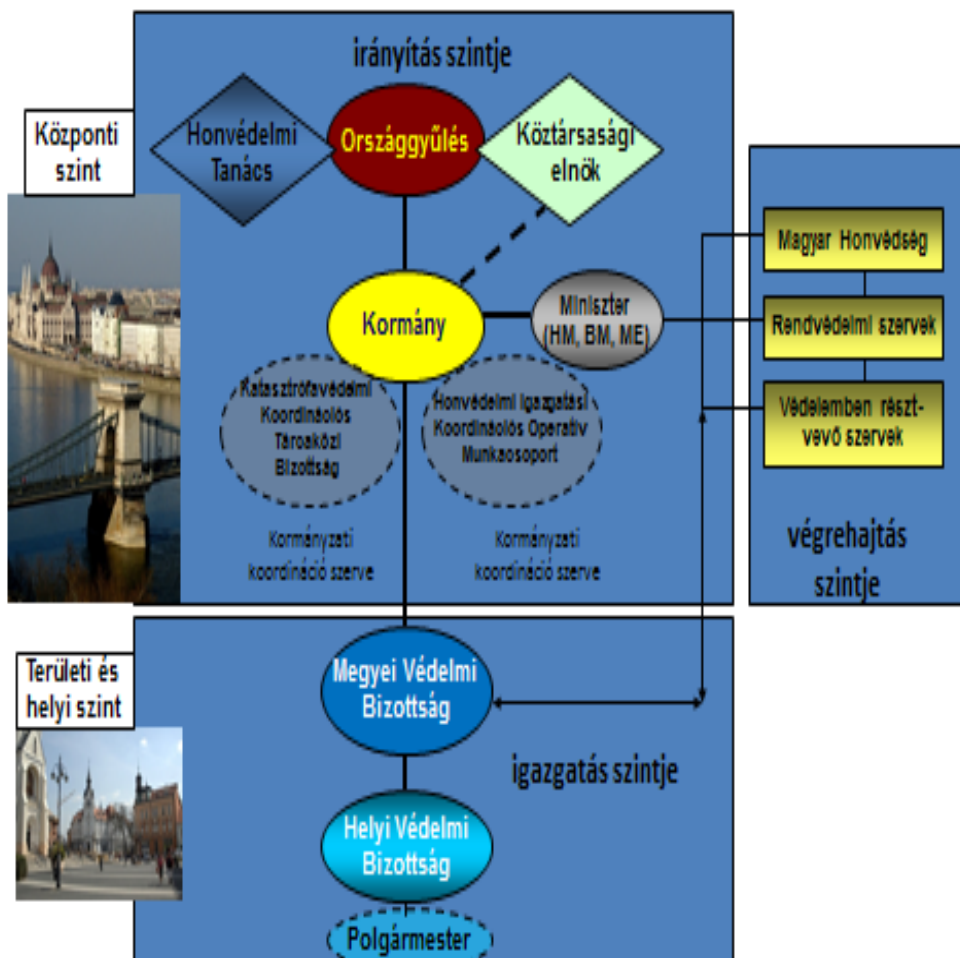 irányítás szintje
Központi
szint
Honvédelmi
Tanács
Országgyűlés
Köztársasági
elnök
Kormány
Miniszter
(HM, BM, ME)
Magyar Honvédség
Rendvédelmi szervek
Védelemben részt-
vevő szervek
végrehajtás
szintje
Katasztrófavédelmi
Koordinációs
Tárcaközi
Bizottság
Honvédelmi Igazgatási
Koordinációs Operatív
Munkacsoport
Kormányzati
koordináció szerve
Kormányzati
koordináció szerve
Területi és
helyi szint
Megyei Védelmi
Bizottság
igazgatás szintje
Helyi Védelmi
Bizottság
Polgármester